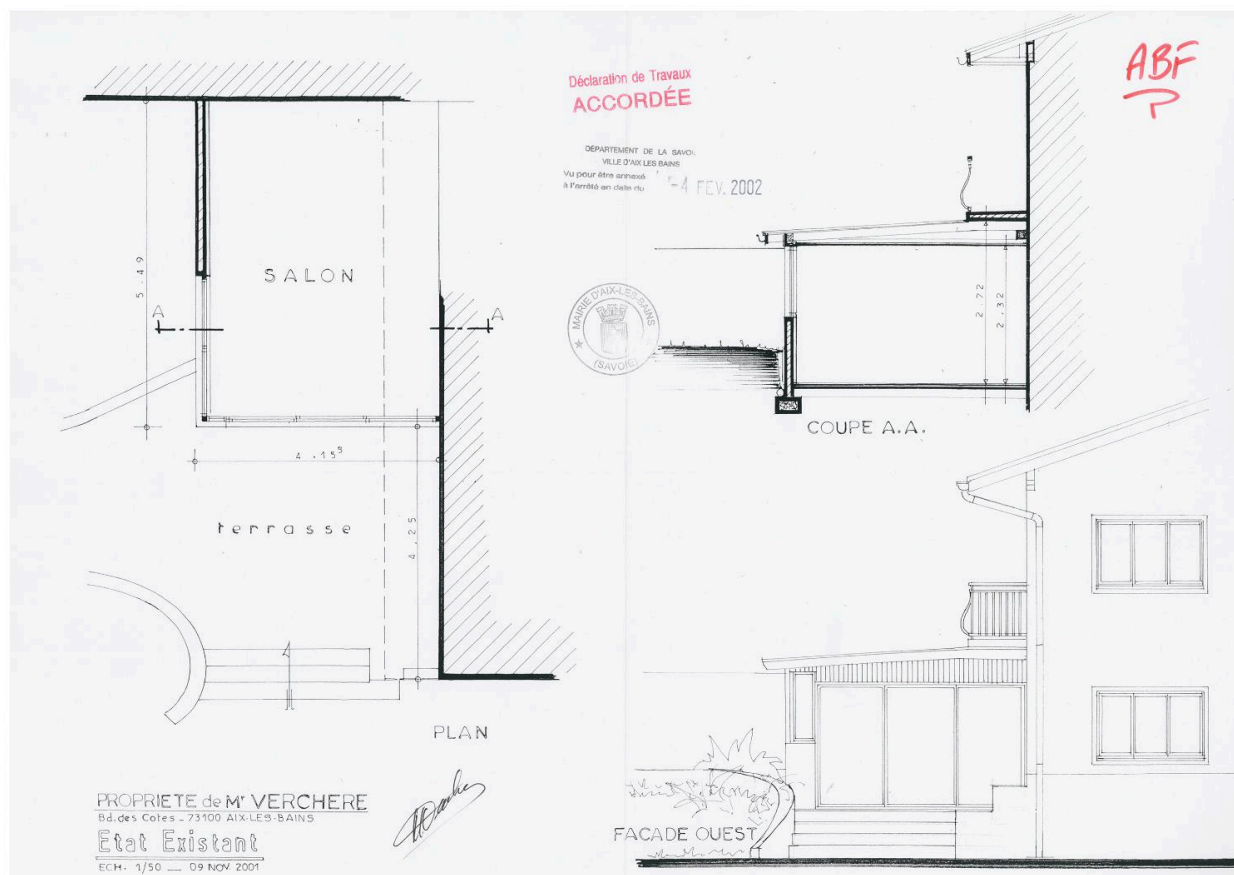 Déclaration de Travaux
ACCORDÉE
DÉPARTEMENT DE LA SAVOI
VILLE D'AIX LES BAINS
Vu pour être annexé
à l'arrêté en date du -4 FEV. 2002
ABF
5.49
SALON
A
A
4.15⁵
terrasse
4.25
PLAN
MAIRIE D'AIX-LES-BAINS
(SAVOIE)
2.72
2.32
COUPE A.A.
FACADE OUEST
PROPRIETE de Mr VERCHERE
Bd.des Cotes _ 73100 AIX-LES-BAINS
Etat Existant
ECH. 1/50 __ 09 NOV. 2001